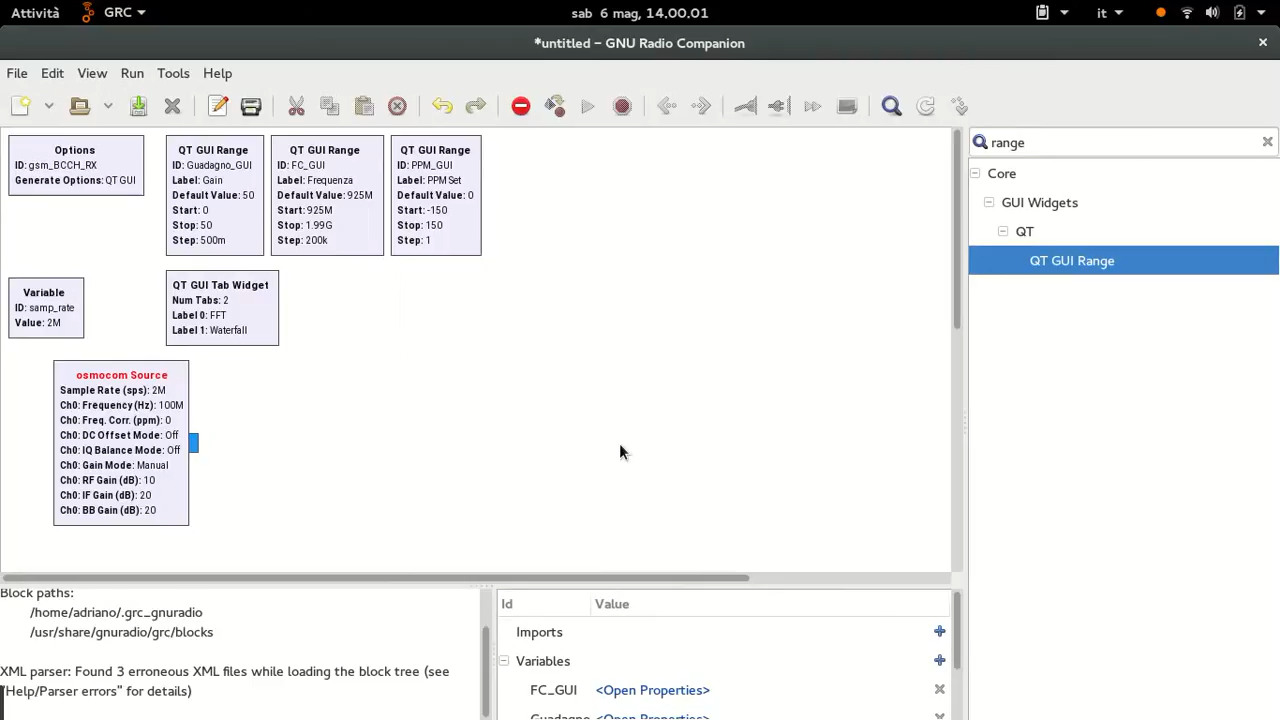 Attività
GRC
sab 6 mag, 14.00.01
it
*untitled – GNU Radio Companion
File Edit View Run Tools Help
Options
ID: gsm_BCCH_RX
Generate Options: QT GUI
QT GUI Range
ID: Guadagno_GUI
Label: Gain
Default Value: 50
Start: 0
Stop: 50
Step: 500m
QT GUI Range
ID: FC_GUI
Label: Frequenza
Default Value: 925M
Start: 925M
Stop: 1.99G
Step: 200k
QT GUI Range
ID: PPM_GUI
Label: PPM Set
Default Value: 0
Start: -150
Stop: 150
Step: 1
Variable
ID: samp_rate
Value: 2M
QT GUI Tab Widget
Num Tabs: 2
Label 0: FFT
Label 1: Waterfall
osmocom Source
Sample Rate (sps): 2M
Ch0: Frequency (Hz): 100M
Ch0: Freq. Corr. (ppm): 0
Ch0: DC Offset Mode: Off
Ch0: IQ Balance Mode: Off
Ch0: Gain Mode: Manual
Ch0: RF Gain (dB): 10
Ch0: IF Gain (dB): 20
Ch0: BB Gain (dB): 20
range
Core
GUI Widgets
QT
QT GUI Range
Block paths:
/home/adriano/.grc_gnuradio
/usr/share/gnuradio/grc/blocks
XML parser: Found 3 erroneous XML files while loading the block tree (see
"Help/Parser errors" for details)
Id Value
Imports
Variables
FC_GUI <Open Properties>
Guadagno <Open Properties>